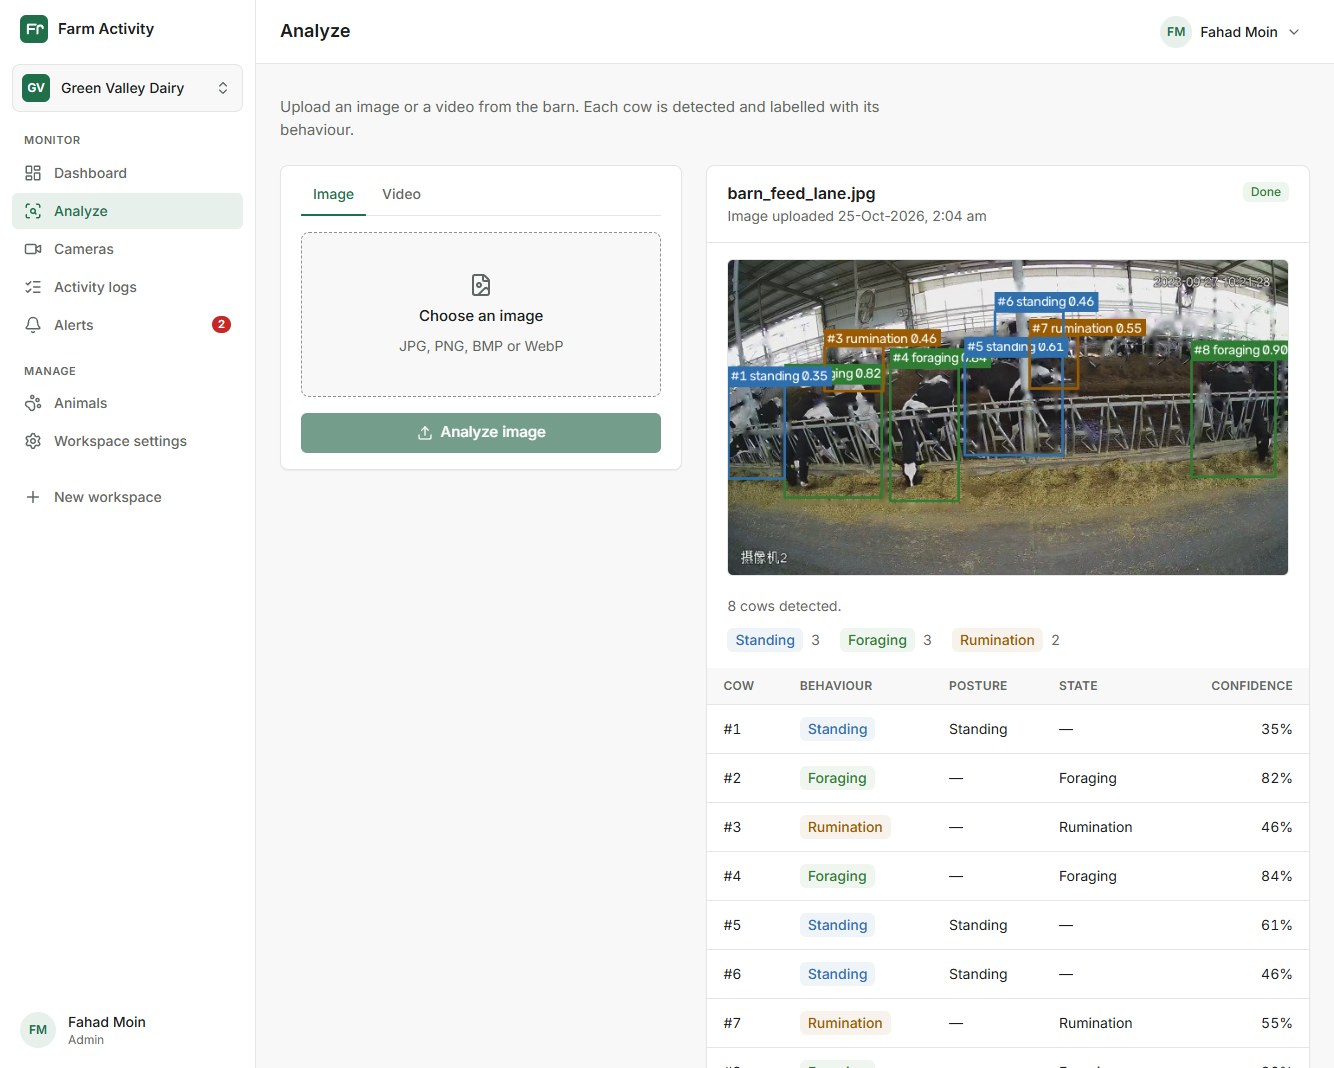 Farm Activity
GV Green Valley Dairy
MONITOR
Dashboard
Analyze
Cameras
Activity logs
Alerts 2
MANAGE
Animals
Workspace settings
New workspace
FM Fahad Moin
Admin
Analyze
FM Fahad Moin
Upload an image or a video from the barn. Each cow is detected and labelled with its
behaviour.
Image Video
Choose an image
JPG, PNG, BMP or WebP
Analyze image
barn_feed_lane.jpg
Done
Image uploaded 25-Oct-2026, 2:04 am
#6 standing 0.46
#7 rumination 0.55
#3 rumination 0.46
#5 standing 0.61
#4 foraging 0.84
#8 foraging 0.90
#1 standing 0.35
ging 0.82
摄像机2
8 cows detected.
Standing 3 Foraging 3 Rumination 2
COW BEHAVIOUR POSTURE STATE CONFIDENCE
#1 Standing Standing — 35%
#2 Foraging — Foraging 82%
#3 Rumination — Rumination 46%
#4 Foraging — Foraging 84%
#5 Standing Standing — 61%
#6 Standing Standing — 46%
#7 Rumination — Rumination 55%